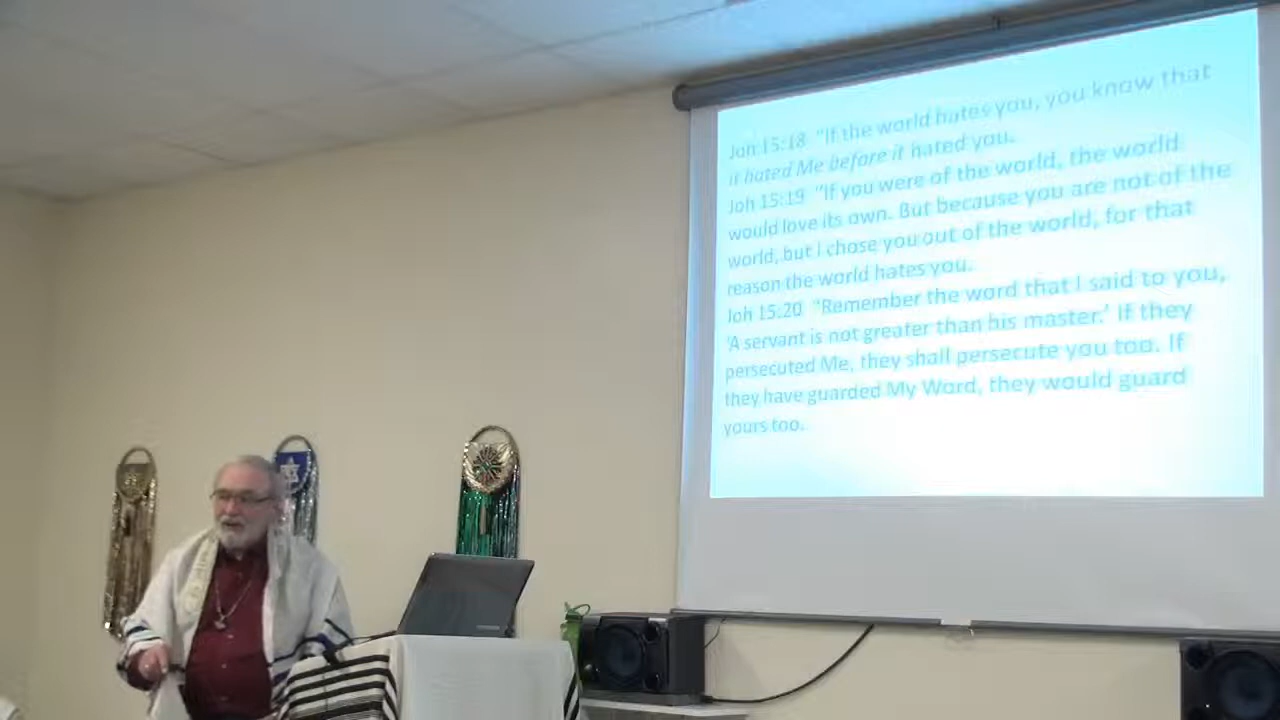 Joh 15:18 "If the world hates you, you know that
it hated Me before it hated you.
Joh 15:19 "If you were of the world, the world
would love its own. But because you are not of the
world, but I chose you out of the world, for that
reason the world hates you.
Joh 15:20 "Remember the word that I said to you,
'A servant is not greater than his master.' If they
persecuted Me, they shall persecute you too. If
they have guarded My Word, they would guard
yours too.